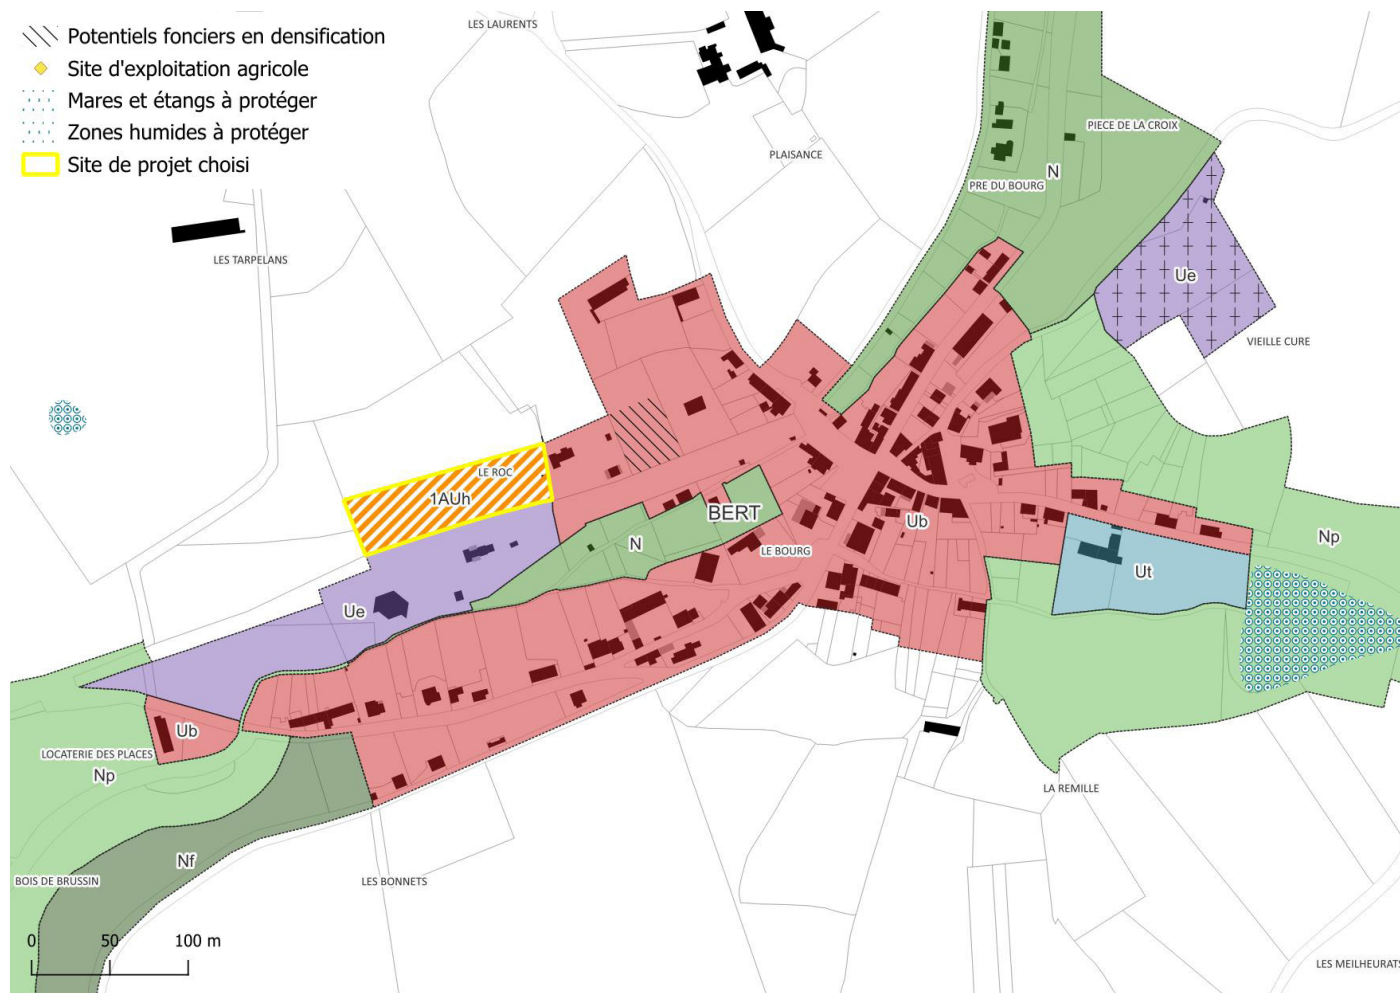 LES LAURENTS
Potentiels fonciers en densification
Site d'exploitation agricole
Mares et étangs à protéger
Zones humides à protéger
Site de projet choisi
PIECE DE LA CROIX
PLAISANCE
N
PRE DU BOURG
LES TARPELANS
Ue
VIEILLE CURE
LE ROC
1AUh
BERT
Ub
N
LE BOURG
Np
Ut
Ue
Ub
LOCATERIE DES PLACES
Np
LA REMILLE
Nf
BOIS DE BRUSSIN
LES BONNETS
0 50 100 m
LES MEILHEURATS